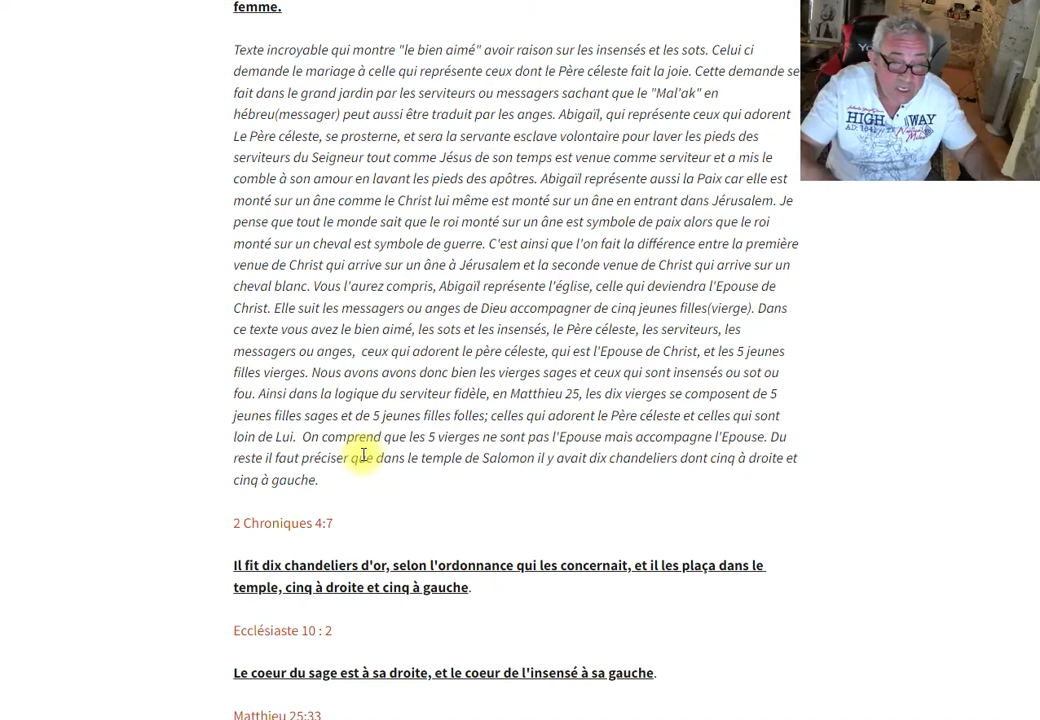 femme.
Texte incroyable qui montre "le bien aimé" avoir raison sur les insensés et les sots. Celui ci
demande le mariage à celle qui représente ceux dont le Père céleste fait la joie. Cette demande se
fait dans le grand jardin par les serviteurs ou messagers sachant que le "Mal'ak" en
hébreu(messager) peut aussi être traduit par les anges. Abigaïl, qui représente ceux qui adorent
Le Père céleste, se prosterne, et sera la servante esclave volontaire pour laver les pieds des
serviteurs du Seigneur tout comme Jésus de son temps est venue comme serviteur et a mis le
comble à son amour en lavant les pieds des apôtres. Abigaïl représente aussi la Paix car elle est
monté sur un âne comme le Christ lui même est monté sur un âne en entrant dans Jérusalem. Je
pense que tout le monde sait que le roi monté sur un âne est symbole de paix alors que le roi
monté sur un cheval est symbole de guerre. C'est ainsi que l'on fait la différence entre la première
venue de Christ qui arrive sur un âne à Jérusalem et la seconde venue de Christ qui arrive sur un
cheval blanc. Vous l'aurez compris, Abigaïl représente l'église, celle qui deviendra l'Epouse de
Christ. Elle suit les messagers ou anges de Dieu accompagner de cinq jeunes filles(vierge). Dans
ce texte vous avez le bien aimé, les sots et les insensés, le Père céleste, les serviteurs, les
messagers ou anges, ceux qui adorent le père céleste, qui est l'Epouse de Christ, et les 5 jeunes
filles vierges. Nous avons avons donc bien les vierges sages et ceux qui sont insensés ou sot ou
fou. Ainsi dans la logique du serviteur fidèle, en Matthieu 25, les dix vierges se composent de 5
jeunes filles sages et de 5 jeunes filles folles; celles qui adorent le Père céleste et celles qui sont
loin de Lui. On comprend que les 5 vierges ne sont pas l'Epouse mais accompagne l'Epouse. Du
reste il faut préciser que dans le temple de Salomon il y avait dix chandeliers dont cinq à droite et
cinq à gauche.
2 Chroniques 4:7
Il fit dix chandeliers d'or, selon l'ordonnance qui les concernait, et il les plaça dans le
temple, cinq à droite et cinq à gauche.
Ecclésiaste 10 : 2
Le coeur du sage est à sa droite, et le coeur de l'insensé à sa gauche.
Matthieu 25:33
HIGH WAY